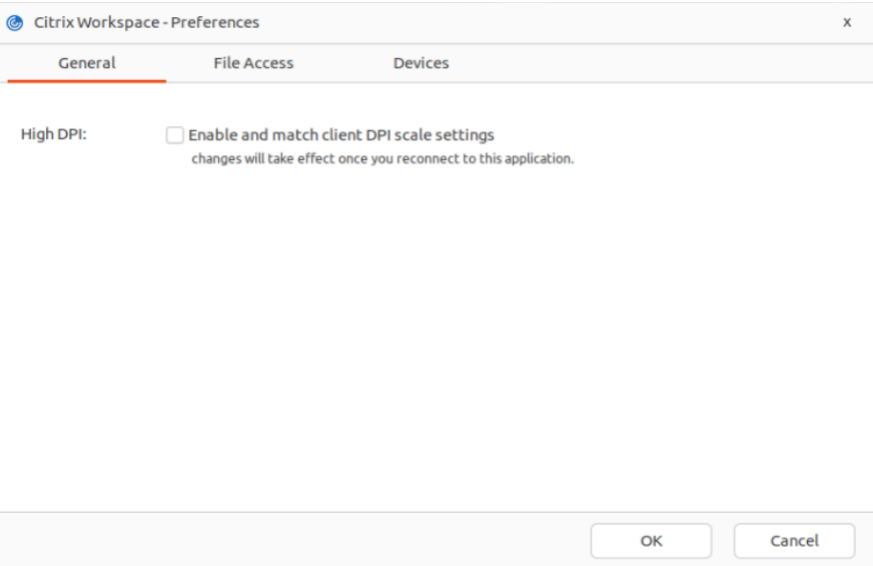 Citrix Workspace - Preferences x
General File Access Devices
High DPI: Enable and match client DPI scale settings
changes will take effect once you reconnect to this application.
OK Cancel